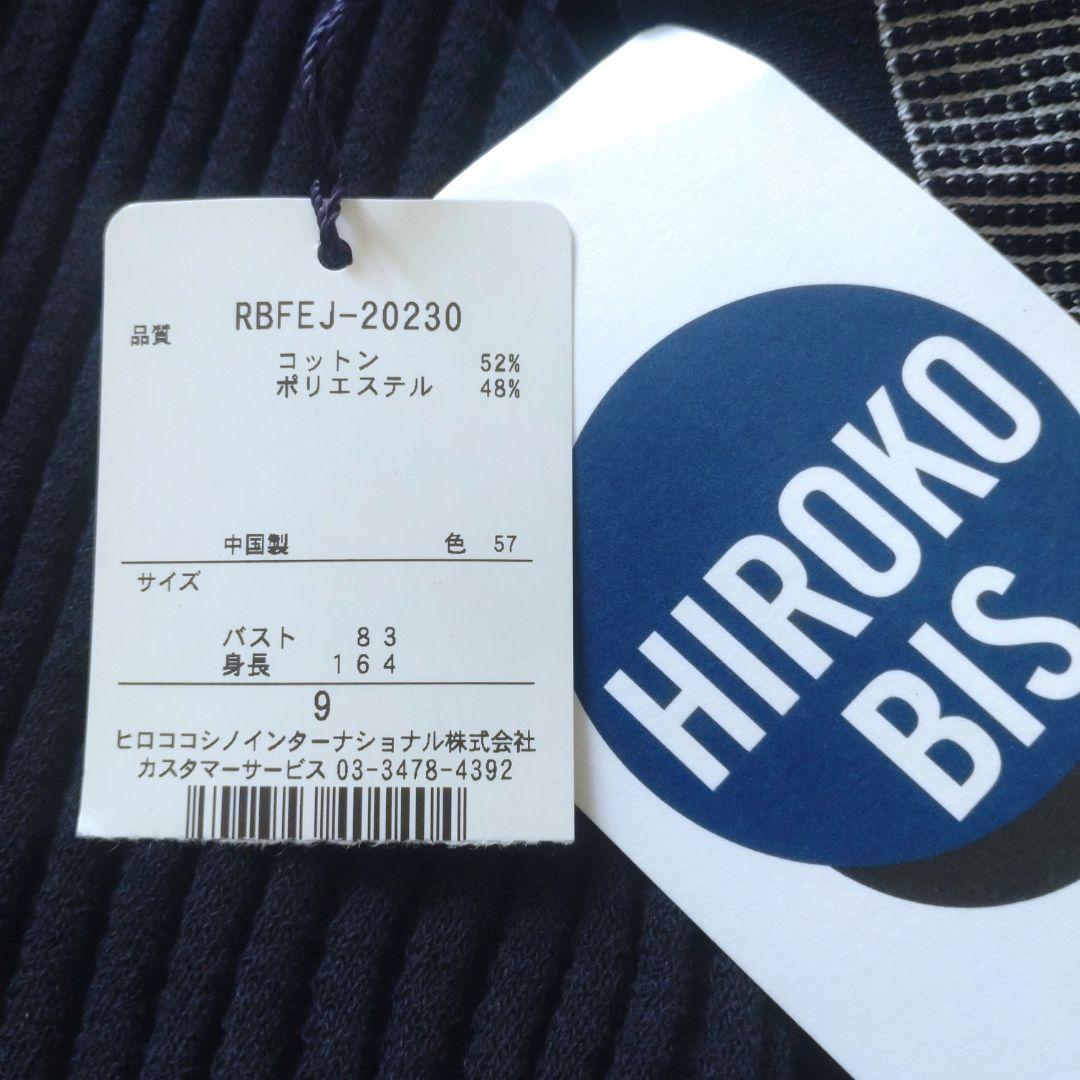 RBFEJ-20230
品質
コットン 52%
ポリエステル 48%
中国製 色 57
サイズ
バスト 83
身長 164
9
ヒロココシノインターナショナル株式会社
カスタマーサービス 03-3478-4392
HIROKO
BIS